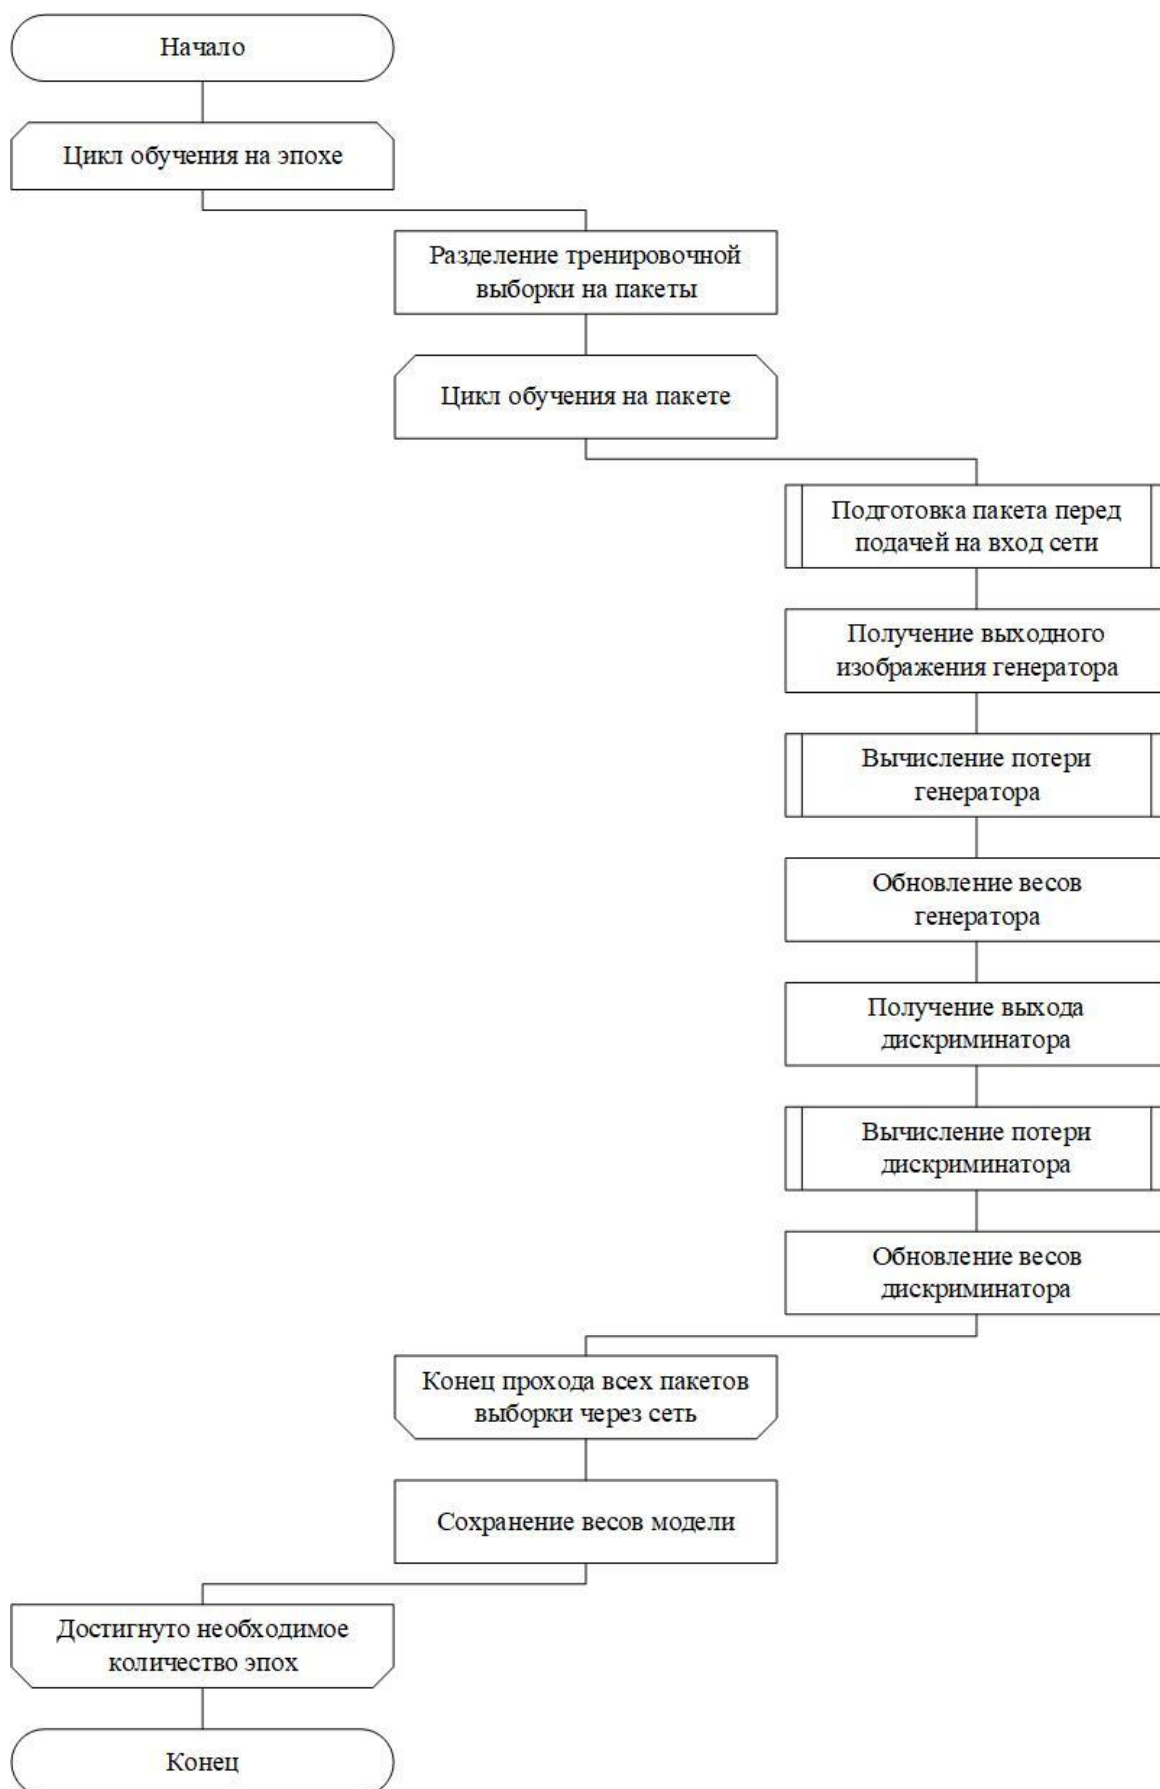 Начало
Цикл обучения на эпохе
Разделение тренировочной
выборки на пакеты
Цикл обучения на пакете
Подготовка пакета перед
подачей на вход сети
Получение выходного
изображения генератора
Вычисление потери
генератора
Обновление весов
генератора
Получение выхода
дискриминатора
Вычисление потери
дискриминатора
Обновление весов
дискриминатора
Конец прохода всех пакетов
выборки через сеть
Сохранение весов модели
Достигнуто необходимое
количество эпох
Конец